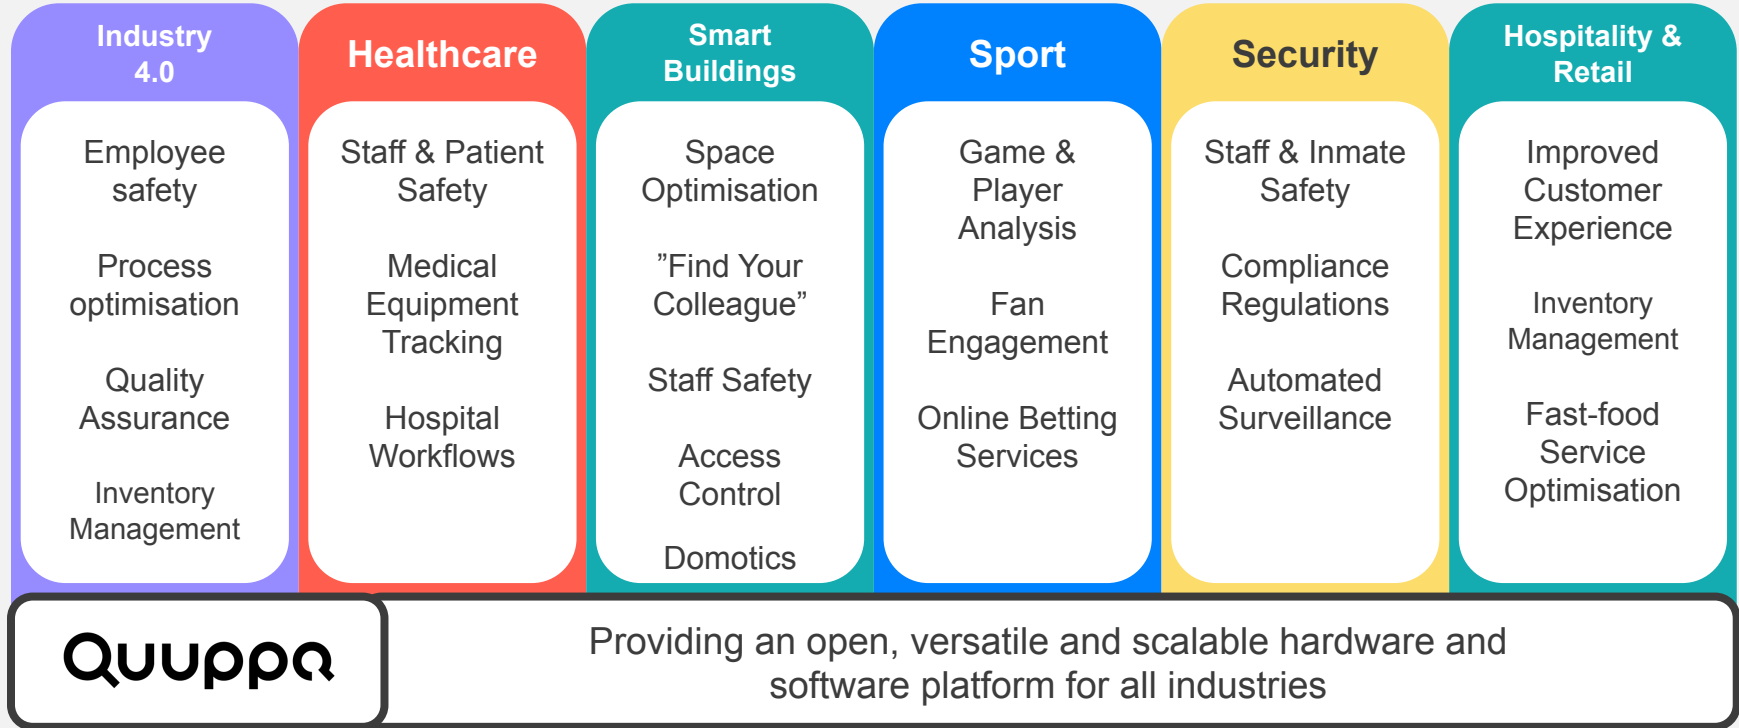 Industry
4.0
Employee
safety
Process
optimisation
Quality
Assurance
Inventory
Management
Healthcare
Staff & Patient
Safety
Medical
Equipment
Tracking
Hospital
Workflows
Smart
Buildings
Space
Optimisation
”Find Your
Colleague”
Staff Safety
Access
Control
Domotics
Sport
Game &
Player
Analysis
Fan
Engagement
Online Betting
Services
Security
Staff & Inmate
Safety
Compliance
Regulations
Automated
Surveillance
Hospitality &
Retail
Improved
Customer
Experience
Inventory
Management
Fast-food
Service
Optimisation
Quuppa
Providing an open, versatile and scalable hardware and
software platform for all industries